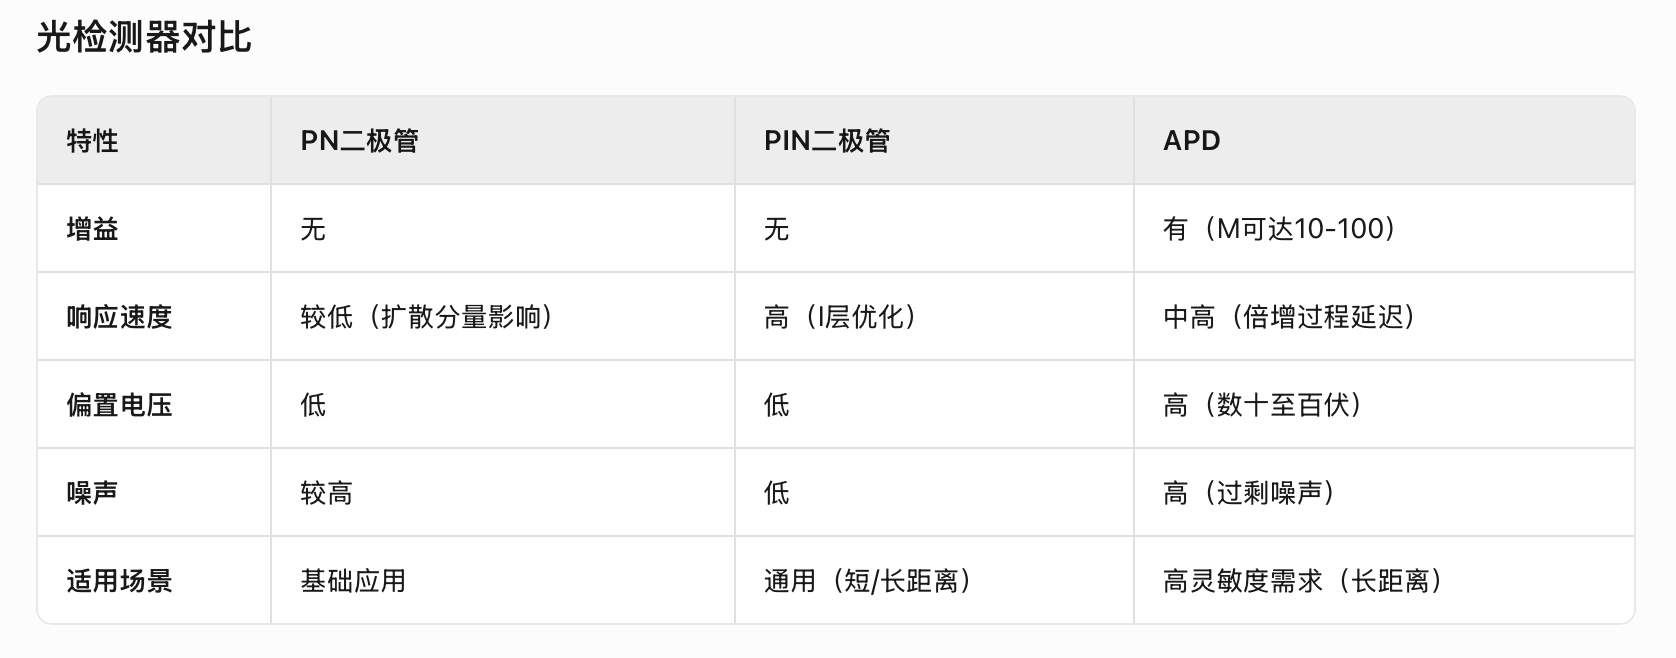 光检测器对比
特性 PN二极管 PIN二极管 APD
增益 无 无 有（M可达10-100）
响应速度 较低（扩散分量影响） 高（I层优化） 中高（倍增过程延迟）
偏置电压 低 低 高（数十至百伏）
噪声 较高 低 高（过剩噪声）
适用场景 基础应用 通用（短/长距离） 高灵敏度需求（长距离）